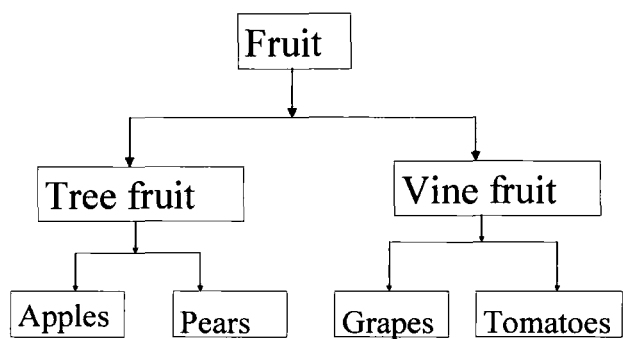 Fruit
Tree fruit
Vine fruit
Apples
Pears
Grapes
Tomatoes